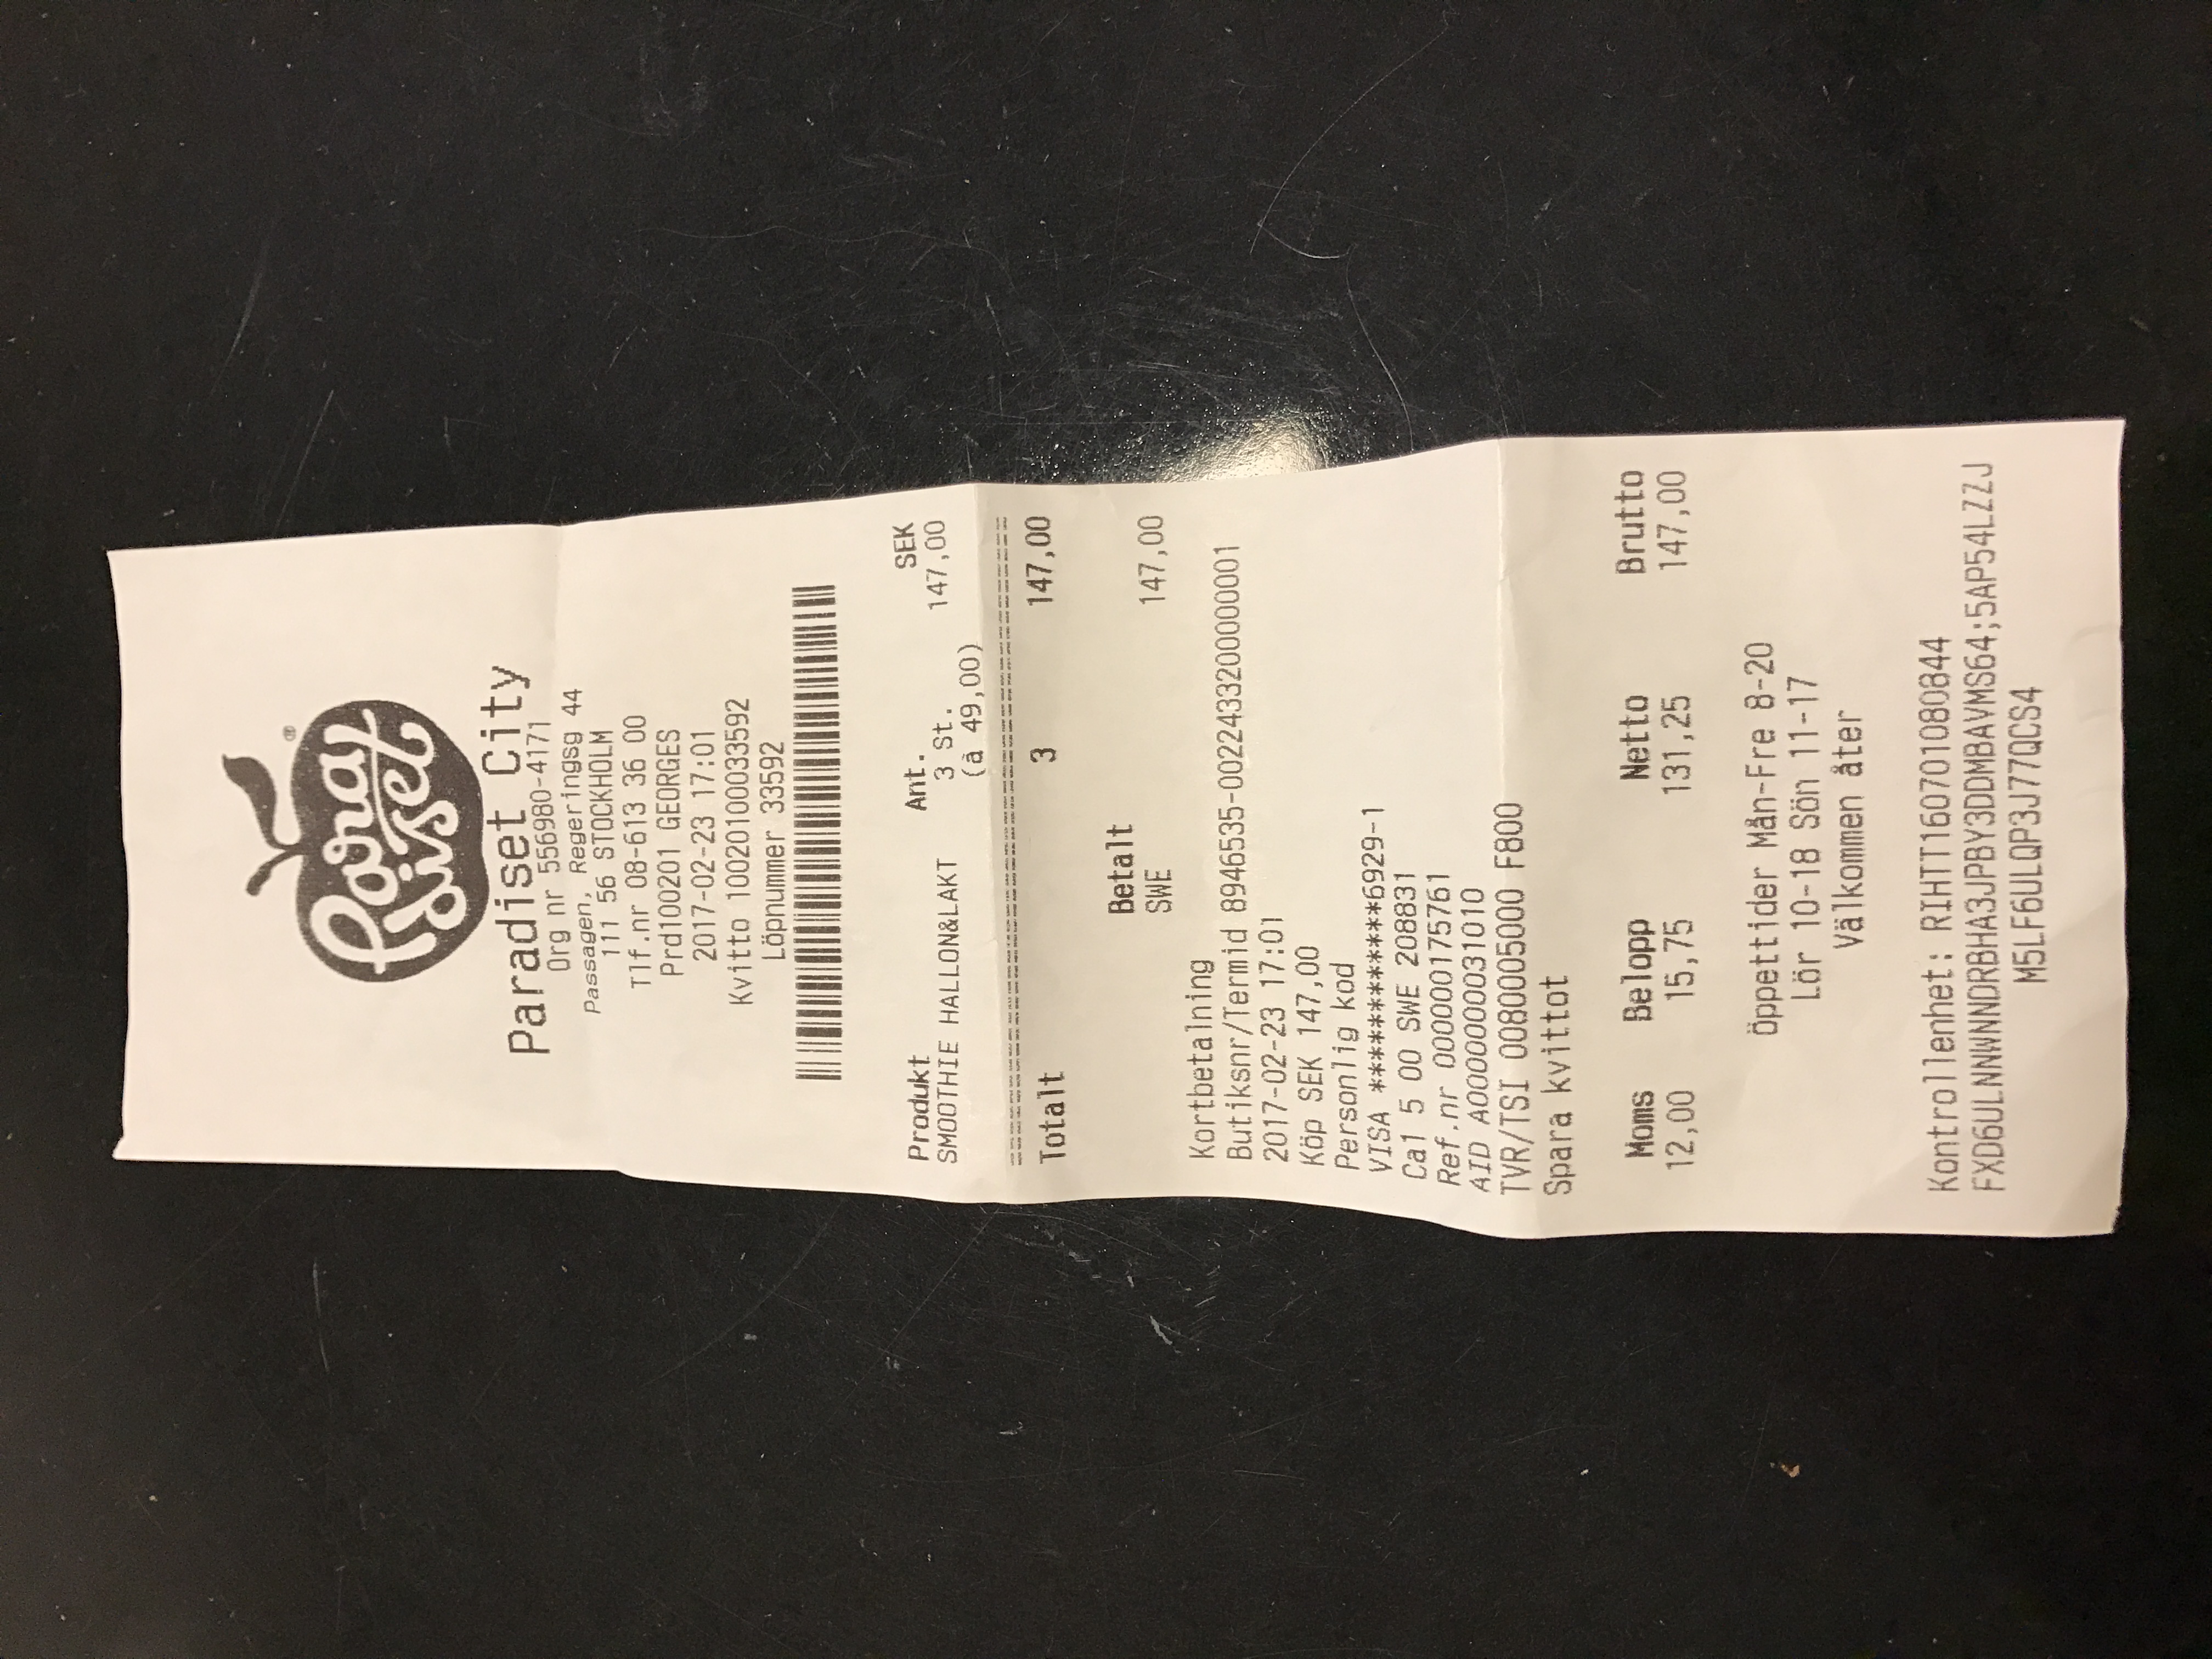 Para
diset
®
Paradiset City
Org nr 556980-4171
Passagen, Regeringsg 44
111 56 STOCKHOLM
Tlf.nr 08-613 36 00
Prd100201 GEORGES
2017-02-23 17:01
Kvitto 10020100033592
Löpnummer 33592
Produkt Ant. SEK
SMOOTHIE HALLON&LAKT 3 St. 147,00
(à 49,00)
Totalt 3 147,00
Betalt
SWE 147,00
Kortbetalning
Butiksnr/Termid 8946535-0022433200000001
2017-02-23 17:01
Köp SEK 147,00
Personlig kod
VISA ************6929-1
Ca1 5 00 SWE 208831
Ref.nr 000000175761
AID A0000000031010
TVR/TSI 0080005000 F800
Spara kvittot
Moms Belopp Netto Brutto
12,00 15,75 131,25 147,00
Öppettider Mån-Fre 8-20
Lör 10-18 Sön 11-17
Välkommen åter
Kontrollenhet: RIHTT160701080844
FXD6ULNNWNNDRBHA3JPBY3DDMBAVMS64;5AP54LZZJ
M5LF6ULQP3J77QCS4